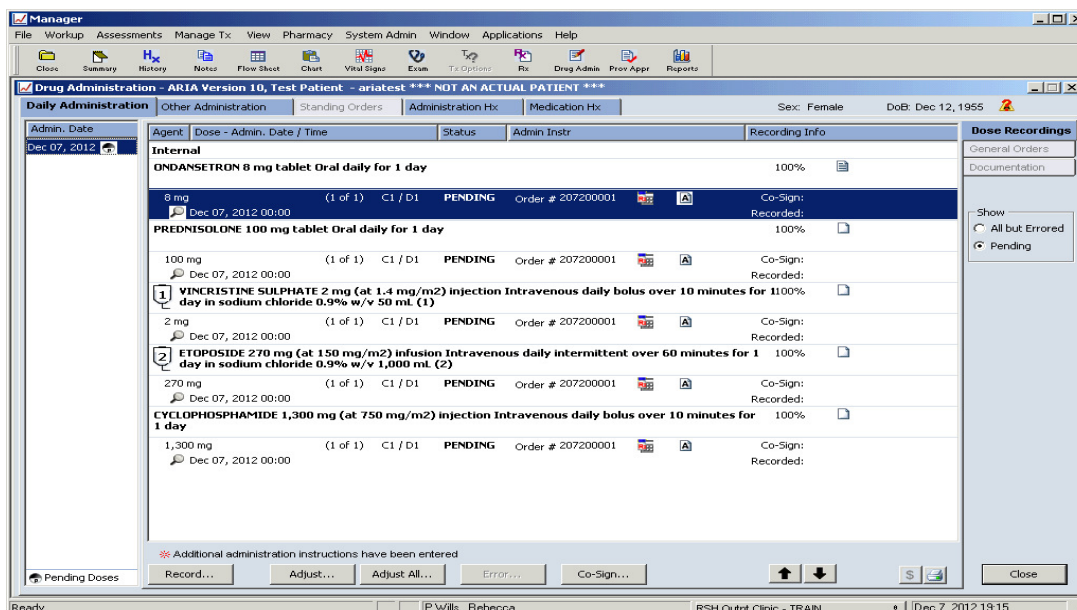 Manager
File Workup Assessments Manage Tx View Pharmacy System Admin Window Applications Help
Close Summary History Notes Flow Sheet Chart Vital Signs Exam Tx Options Rx Drug Admin Prov Appr Reports
Drug Administration - ARIA Version 10, Test Patient - ariatest *** NOT AN ACTUAL PATIENT ***
Daily Administration Other Administration Standing Orders Administration Hx Medication Hx Sex: Female DoB: Dec 12, 1955
Admin. Date Agent Dose - Admin. Date / Time Status Admin Instr Recording Info Dose Recordings
Dec 07, 2012
General Orders
Documentation
Internal
ONDANSETRON 8 mg tablet Oral daily for 1 day 100%
8 mg (1 of 1) C1 / D1 PENDING Order # 207200001 A Co-Sign:
Dec 07, 2012 00:00 Recorded:
Show
All but Errored
Pending
PREDNISOLONE 100 mg tablet Oral daily for 1 day 100%
100 mg (1 of 1) C1 / D1 PENDING Order # 207200001 A Co-Sign:
Dec 07, 2012 00:00 Recorded:
1 VINCRISTINE SULPHATE 2 mg (at 1.4 mg/m2) injection Intravenous daily bolus over 10 minutes for 1 100%
day in sodium chloride 0.9% w/v 50 mL (1)
2 mg (1 of 1) C1 / D1 PENDING Order # 207200001 A Co-Sign:
Dec 07, 2012 00:00 Recorded:
2 ETOPOSIDE 270 mg (at 150 mg/m2) infusion Intravenous daily intermittent over 60 minutes for 1 100%
day in sodium chloride 0.9% w/v 1,000 mL (2)
270 mg (1 of 1) C1 / D1 PENDING Order # 207200001 A Co-Sign:
Dec 07, 2012 00:00 Recorded:
CYCLOPHOSPHAMIDE 1,300 mg (at 750 mg/m2) injection Intravenous daily bolus over 10 minutes for 100%
1 day
1,300 mg (1 of 1) C1 / D1 PENDING Order # 207200001 A Co-Sign:
Dec 07, 2012 00:00 Recorded:
Additional administration instructions have been entered
Pending Doses Record... Adjust... Adjust All... Error... Co-Sign... $ Close
Ready P Wills, Rebecca RSH Outpt Clinic - TRAIN Dec 7, 2012 19:15